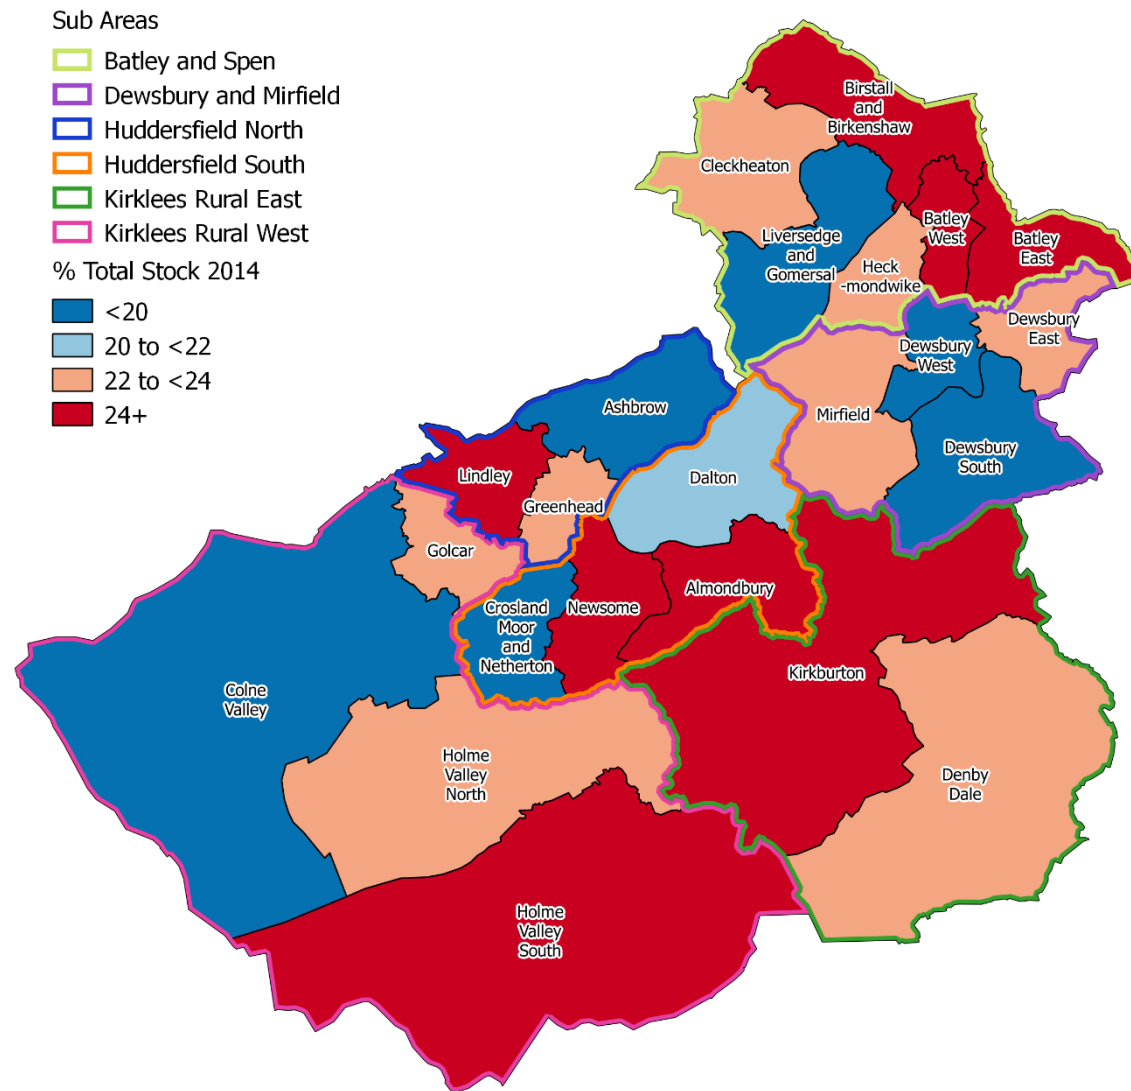 Sub Areas
Batley and Spen
Dewsbury and Mirfield
Huddersfield North
Huddersfield South
Kirklees Rural East
Kirklees Rural West
% Total Stock 2014
<20
20 to <22
22 to <24
24+
Birstall
and
Birkenshaw
Cleckheaton
Batley
West
Batley
East
Liversedge
and
Gomersal
Heck
-mondwike
Dewsbury
East
Dewsbury
West
Ashbrow
Mirfield
Dewsbury
South
Lindley
Dalton
Greenhead
Golcar
Almondbury
Crosland
Moor
and
Netherton
Newsome
Kirkburton
Colne
Valley
Holme
Valley
North
Denby
Dale
Holme
Valley
South